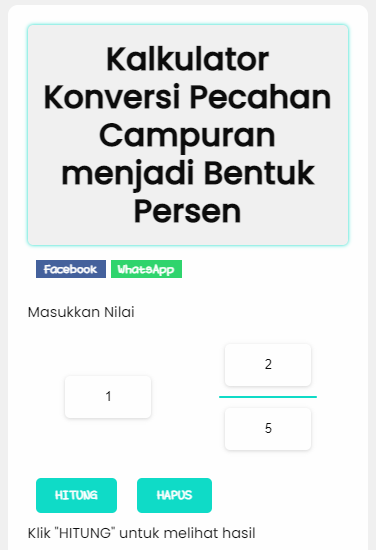 Kalkulator
Konversi Pecahan
Campuran
menjadi Bentuk
Persen
Facebook WhatsApp
Masukkan Nilai
2
1
5
HITUNG HAPUS
Klik "HITUNG" untuk melihat hasil